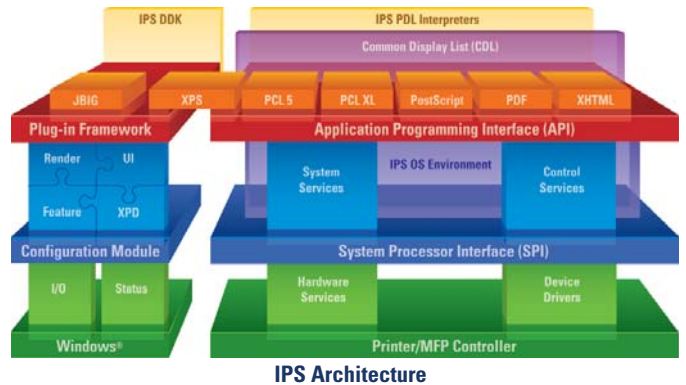 IPS DDK
IPS PDL Interpreters
Common Display List (CDL)
JBIG
XPS
PCL 5
PCL XL
PostScript
PDF
XHTML
Plug-in Framework
Application Programming Interface (API)
Render
UI
IPS OS Environment
System
Services
Control
Services
Feature
XPD
Configuration Module
System Processor Interface (SPI)
I/O
Status
Hardware
Services
Device
Drivers
Windows®
Printer/MFP Controller
IPS Architecture